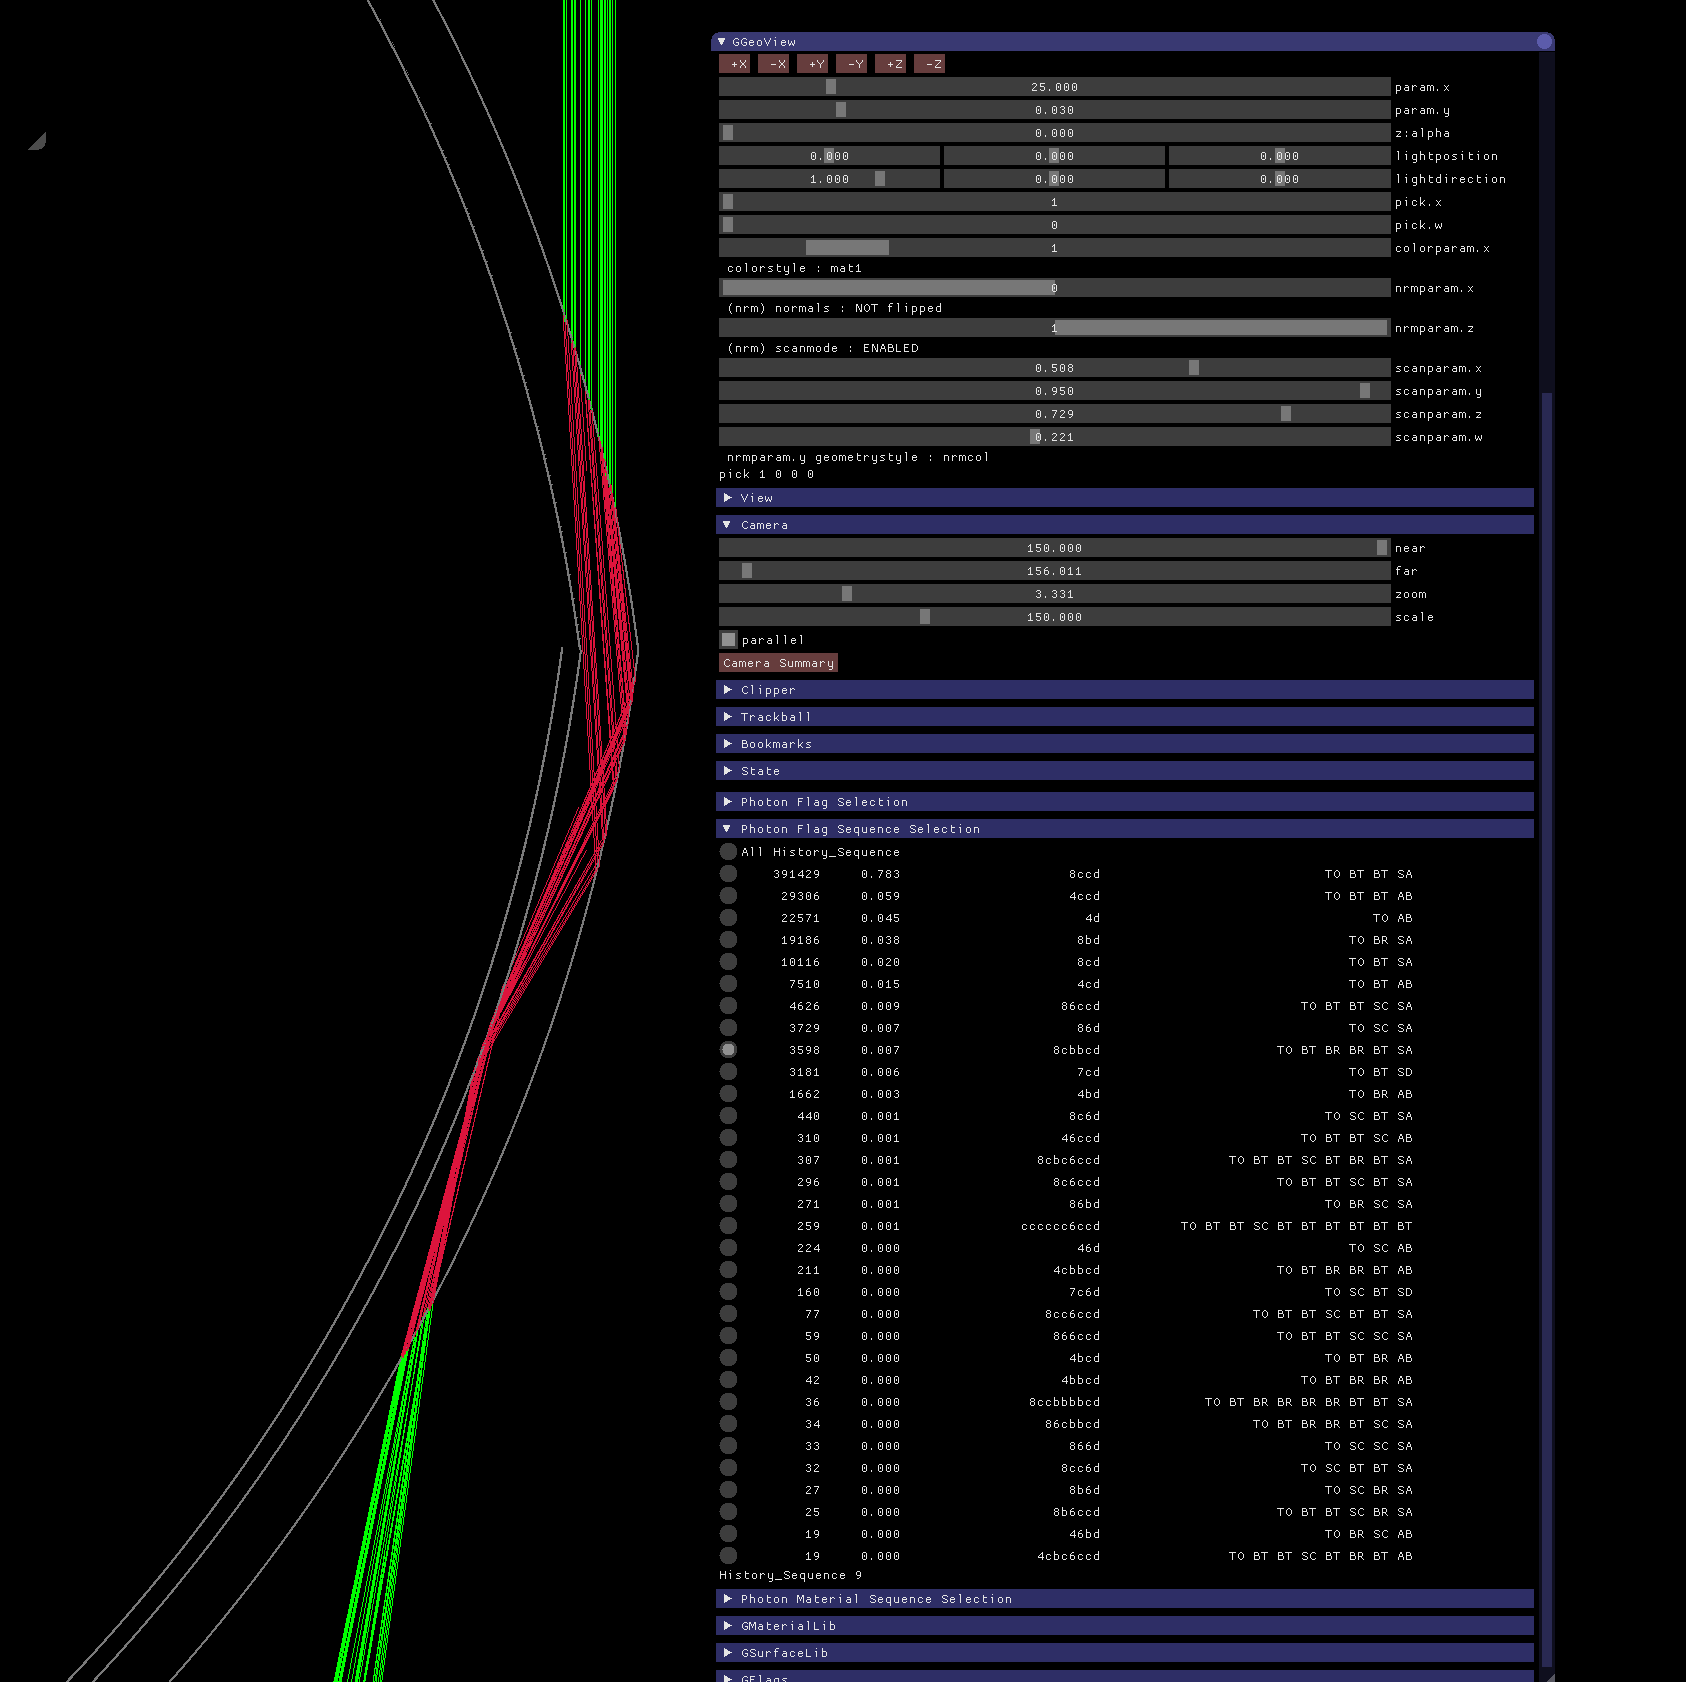 GGeoView
+X -X +Y -Y +Z -Z
25.000 param.x
0.030 param.y
0.000 z:alpha
0.000 0.000 0.000 lightposition
1.000 0.000 0.000 lightdirection
1 pick.x
0 pick.w
1 colorparam.x
colorstyle : mat1
0 nrmparam.x
(nrm) normals : NOT flipped
1 nrmparam.z
(nrm) scanmode : ENABLED
0.508 scanparam.x
0.950 scanparam.y
0.729 scanparam.z
0.221 scanparam.w
nrmparam.y geometrystyle : nrmcol
pick 1 0 0 0
View
Camera
150.000 near
156.011 far
3.331 zoom
150.000 scale
parallel
Camera Summary
Clipper
Trackball
Bookmarks
State
Photon Flag Selection
Photon Flag Sequence Selection
All History_Sequence
391429 0.783 8ccd TO BT BT SA
29306 0.059 4ccd TO BT BT AB
22571 0.045 4d TO AB
19186 0.038 8bd TO BR SA
10116 0.020 8cd TO BT SA
7510 0.015 4cd TO BT AB
4626 0.009 86ccd TO BT BT SC SA
3729 0.007 86d TO SC SA
3598 0.007 8cbbcd TO BT BR BR BT SA
3181 0.006 7cd TO BT SD
1662 0.003 4bd TO BR AB
440 0.001 8c6d TO SC BT SA
310 0.001 46ccd TO BT BT SC AB
307 0.001 8cbc6ccd TO BT BT SC BT BR BT SA
296 0.001 8c6ccd TO BT BT SC BT SA
271 0.001 86bd TO BR SC SA
259 0.001 cccccc6ccd TO BT BT SC BT BT BT BT BT BT
224 0.000 46d TO SC AB
211 0.000 4cbbcd TO BT BR BR BT AB
160 0.000 7c6d TO SC BT SD
77 0.000 8cc6ccd TO BT BT SC BT BT SA
59 0.000 866ccd TO BT BT SC SC SA
50 0.000 4bcd TO BT BR AB
42 0.000 4bbcd TO BT BR BR AB
36 0.000 8ccbbbbcd TO BT BR BR BR BR BT BT SA
34 0.000 86cbbcd TO BT BR BR BT SC SA
33 0.000 866d TO SC SC SA
32 0.000 8cc6d TO SC BT BT SA
27 0.000 8b6d TO SC BR SA
25 0.000 8b6ccd TO BT BT SC BR SA
19 0.000 46bd TO BR SC AB
19 0.000 4cbc6ccd TO BT BT SC BT BR BT AB
History_Sequence 9
Photon Material Sequence Selection
GMaterialLib
GSurfaceLib
GFlags